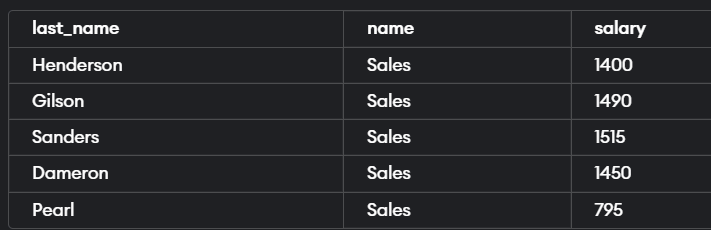 last_name name salary
Henderson Sales 1400
Gilson Sales 1490
Sanders Sales 1515
Dameron Sales 1450
Pearl Sales 795